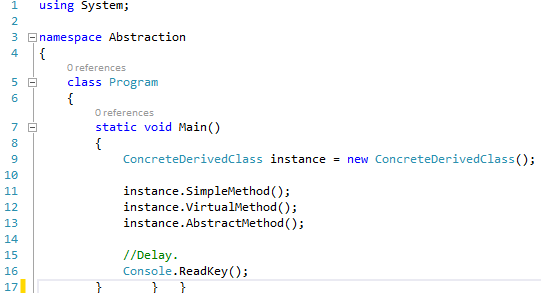 1 using System;
2
3 namespace Abstraction
4 {
0 references
5 class Program
6 {
0 references
7 static void Main()
8 {
9 ConcreteDerivedClass instance = new ConcreteDerivedClass();
10
11 instance.SimpleMethod();
12 instance.VirtualMethod();
13 instance.AbstractMethod();
14
15 //Delay.
16 Console.ReadKey();
17 } } }